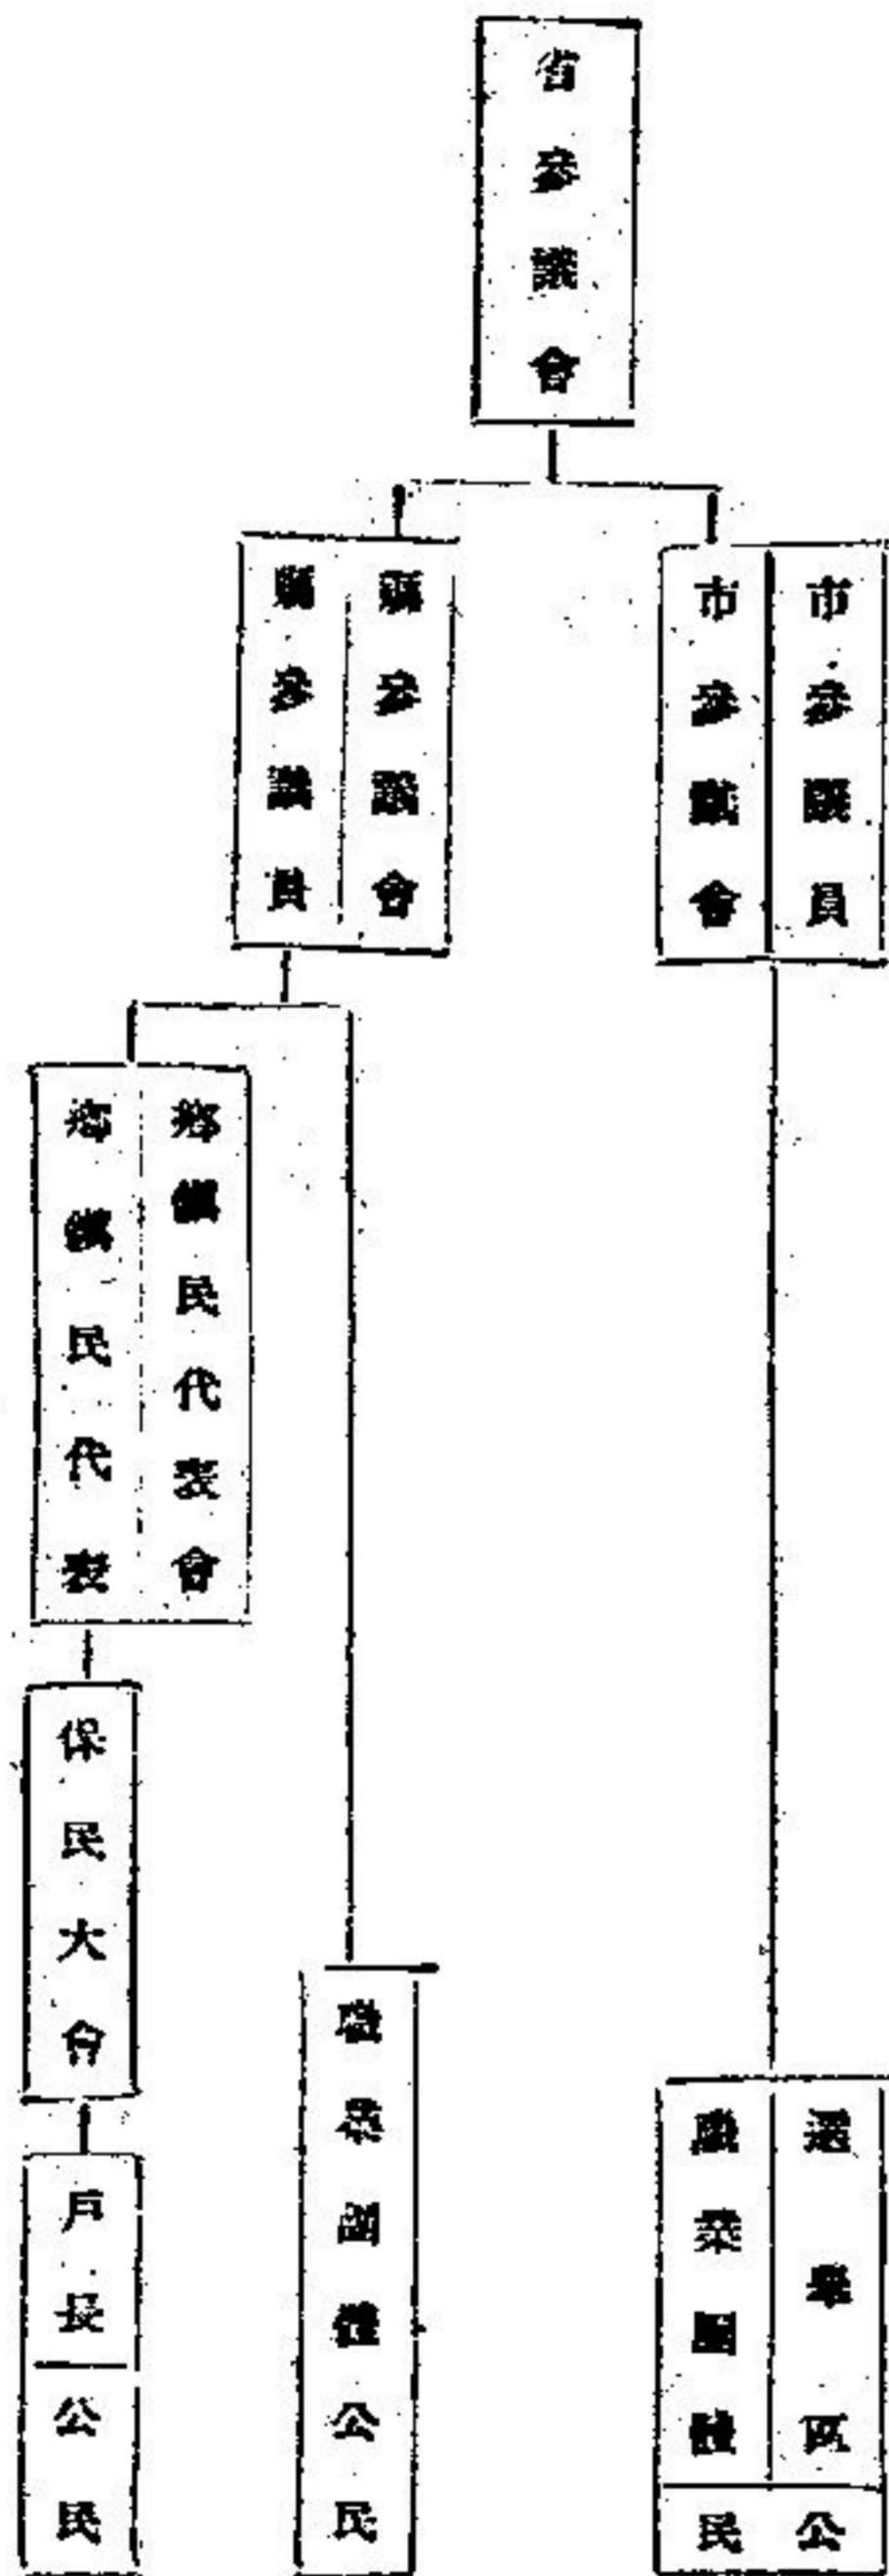 省參議會
市參議員
市參議會
縣參議會
縣參議員
鄉鎮民代表會
鄉鎮民代表
保民大會
戶長
公民
職業團體公民
選舉區
職業團體
公民